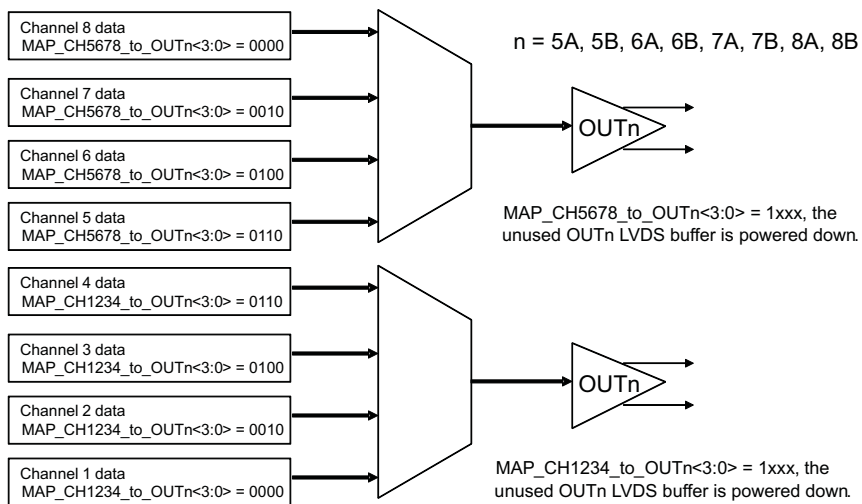 Channel 8 data
MAP_CH5678_to_OUTn<3:0> = 0000
n = 5A, 5B, 6A, 6B, 7A, 7B, 8A, 8B
Channel 7 data
MAP_CH5678_to_OUTn<3:0> = 0010
OUTn
Channel 6 data
MAP_CH5678_to_OUTn<3:0> = 0100
Channel 5 data
MAP_CH5678_to_OUTn<3:0> = 0110
MAP_CH5678_to_OUTn<3:0> = 1xxx, the
unused OUTn LVDS buffer is powered down.
Channel 4 data
MAP_CH1234_to_OUTn<3:0> = 0110
Channel 3 data
MAP_CH1234_to_OUTn<3:0> = 0100
OUTn
Channel 2 data
MAP_CH1234_to_OUTn<3:0> = 0010
Channel 1 data
MAP_CH1234_to_OUTn<3:0> = 0000
MAP_CH1234_to_OUTn<3:0> = 1xxx, the
unused OUTn LVDS buffer is powered down.